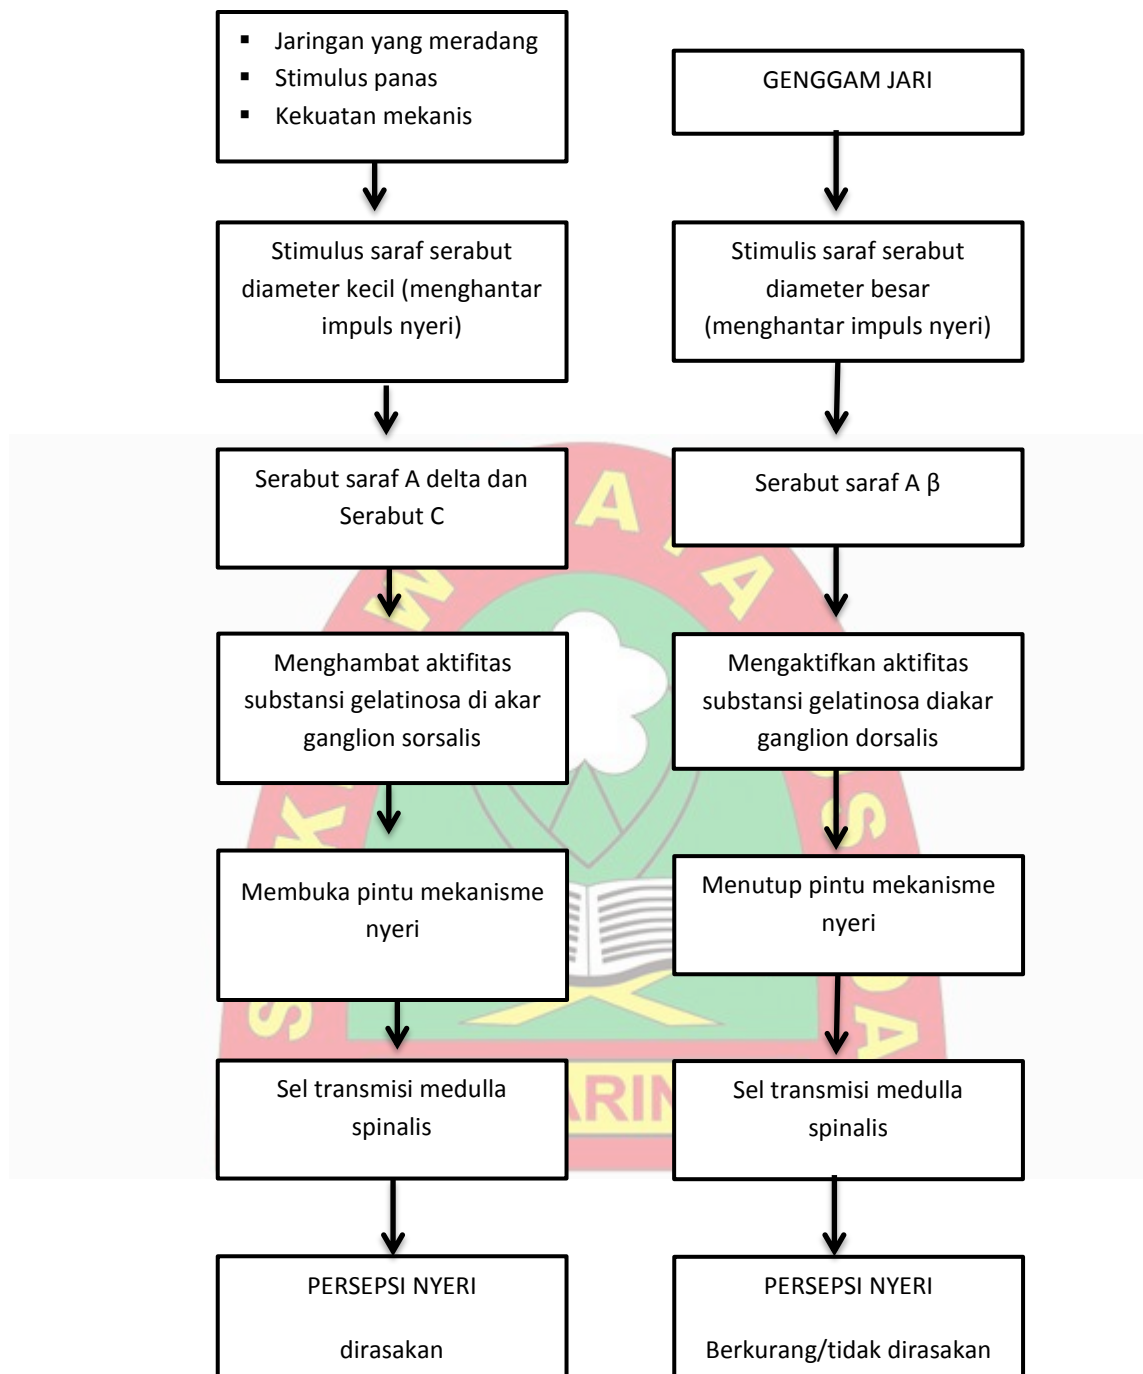 ▪ Jaringan yang meradang
▪ Stimulus panas
▪ Kekuatan mekanis
Stimulus saraf serabut
diameter kecil (menghantar
impuls nyeri)
Serabut saraf A delta dan
Serabut C
Menghambat aktifitas
substansi gelatinosa di akar
ganglion sorsalis
Membuka pintu mekanisme
nyeri
Sel transmisi medulla
spinalis
PERSEPSI NYERI
dirasakan
GENGGAM JARI
Stimulis saraf serabut
diameter besar
(menghantar impuls nyeri)
Serabut saraf A β
Mengaktifkan aktifitas
substansi gelatinosa diakar
ganglion dorsalis
Menutup pintu mekanisme
nyeri
Sel transmisi medulla
spinalis
PERSEPSI NYERI
Berkurang/tidak dirasakan